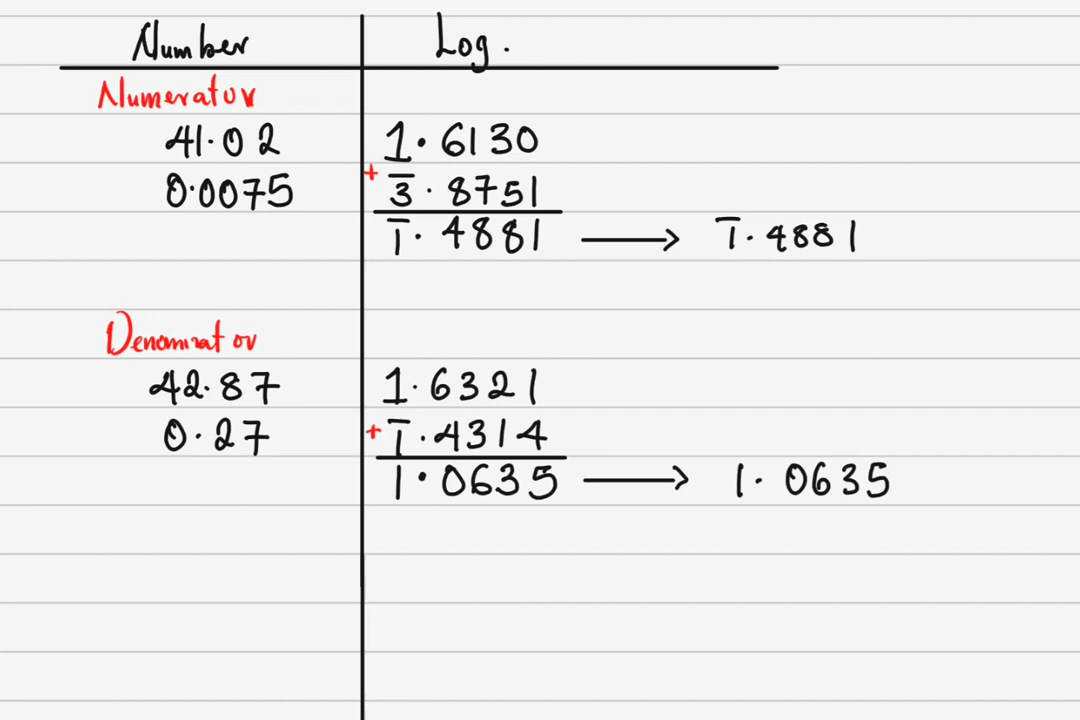 Number Log.
Numerator
41.02 1.6130
0.0075 + 3̅.8751
1̅.4881 → 1̅.4881
Denominator
42.87 1.6321
0.27 + 1̅.4314
1.0635 → 1.0635